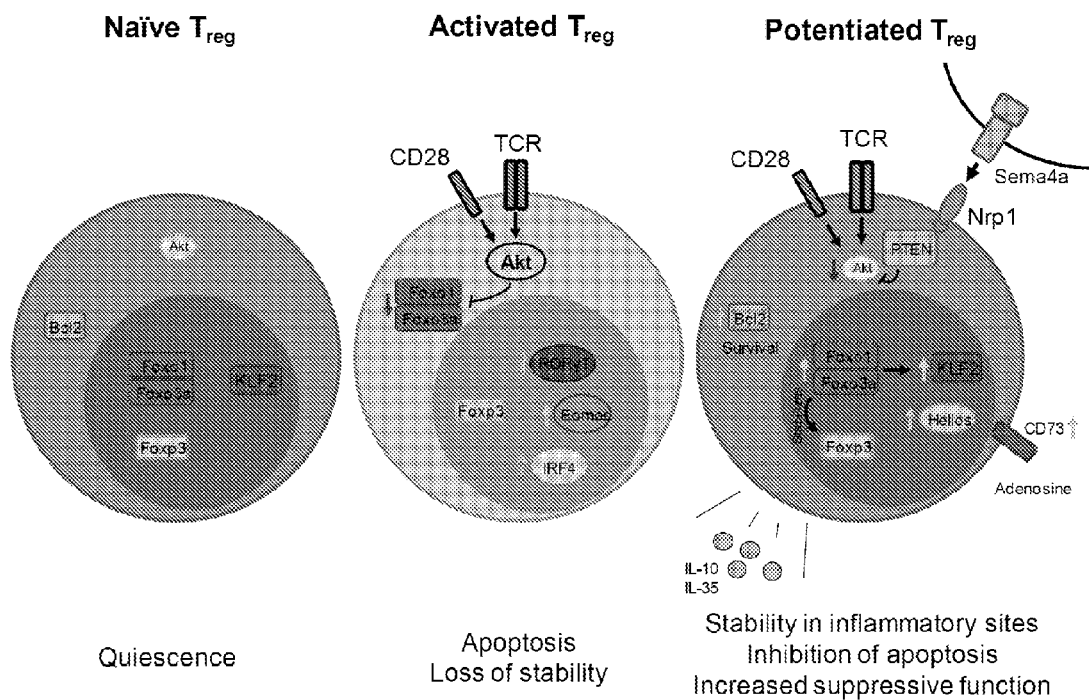 Naïve Treg
Akt
Bcl2
Foxo1
Foxo3a
KLF2
Foxp3
Quiescence
Activated Treg
CD28
TCR
Akt
Foxo1
Foxo3a
RORγT
Foxp3
Eomes
IRF4
Apoptosis
Loss of stability
Potentiated Treg
CD28
TCR
Sema4a
Nrp1
PTEN
Akt
Bcl2
Survival
Foxo1
Foxo3a
KLF2
Helios
Foxp3
CD73
Adenosine
IL-10
IL-35
Stability in inflammatory sites
Inhibition of apoptosis
Increased suppressive function